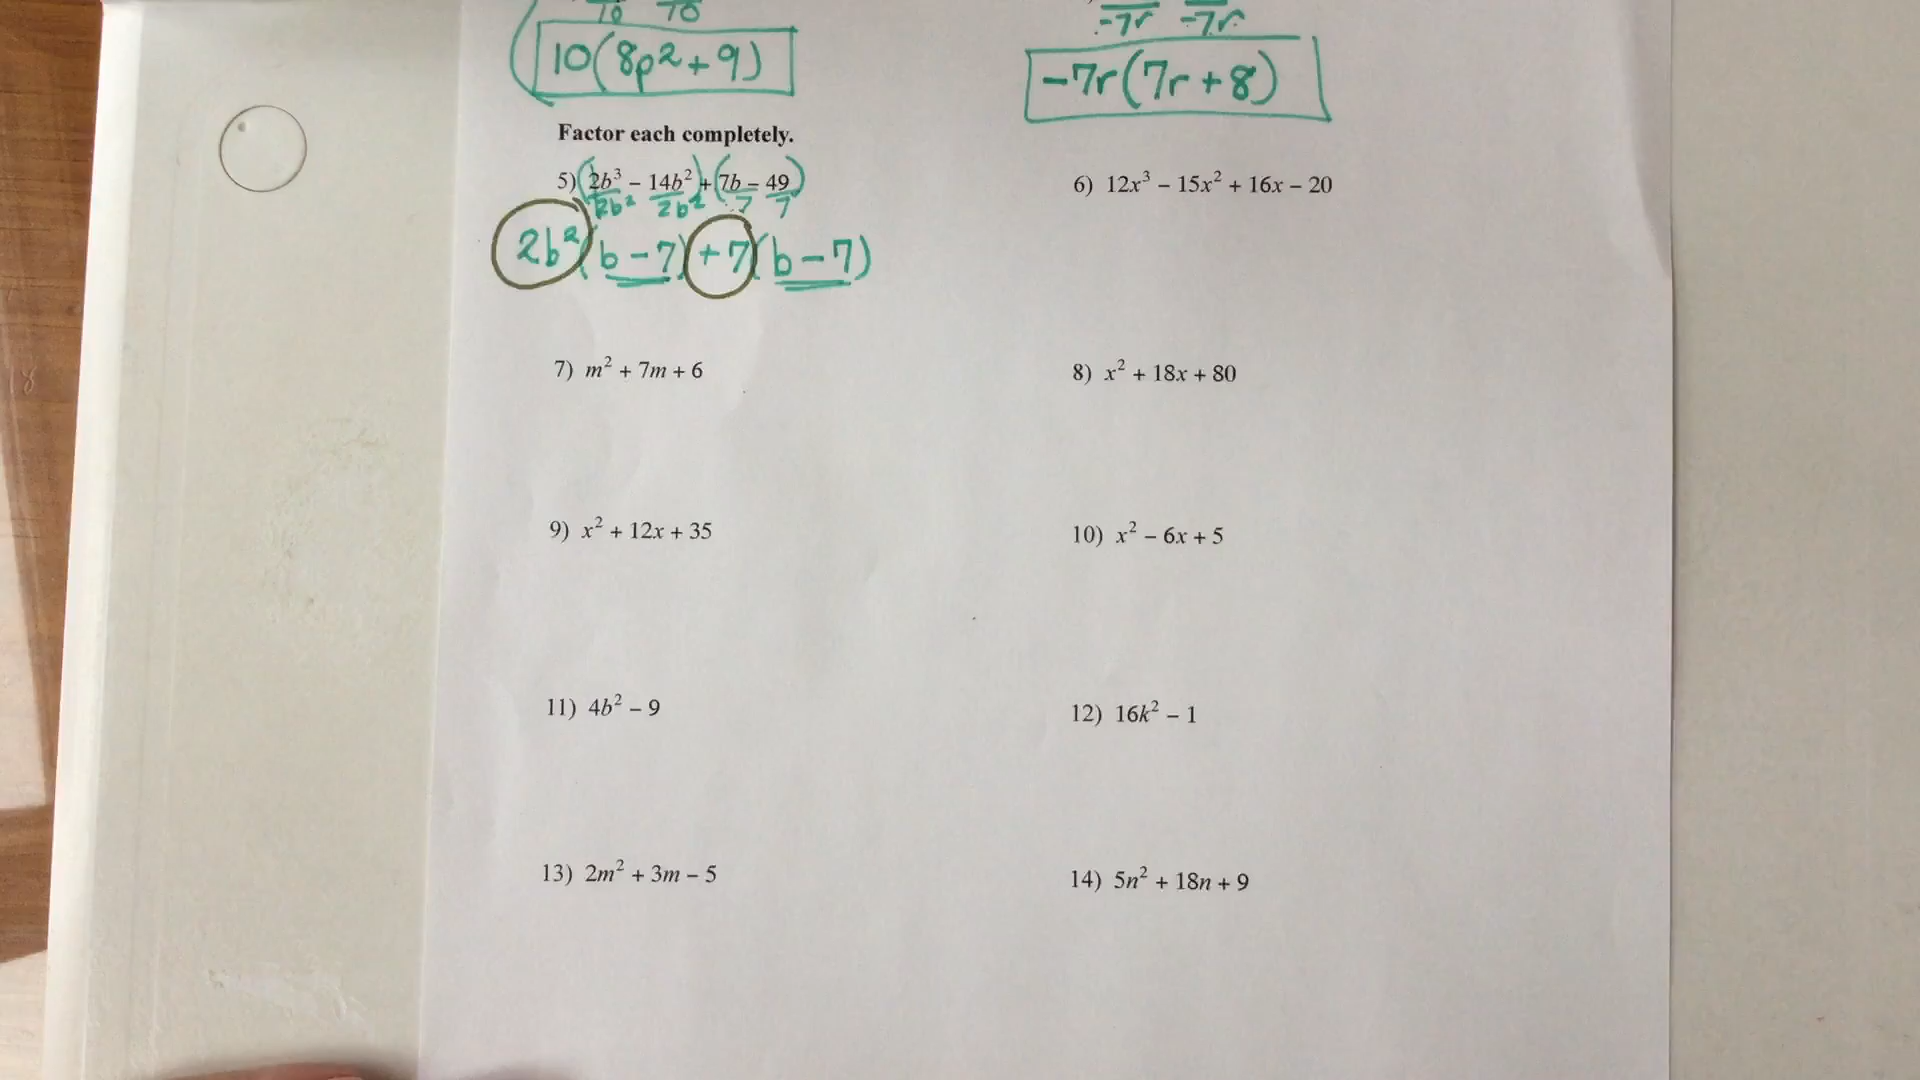 10 10 -7r -7r
10(8p²+9) -7r(7r+8)
Factor each completely.
5) (2b³ – 14b²) + (7b – 49) 6) 12x³ – 15x² + 16x – 20
2b² 2b² 7 7
2b²(b-7)+7(b-7)
7) m² + 7m + 6 8) x² + 18x + 80
9) x² + 12x + 35 10) x² – 6x + 5
11) 4b² – 9 12) 16k² – 1
13) 2m² + 3m – 5 14) 5n² + 18n + 9